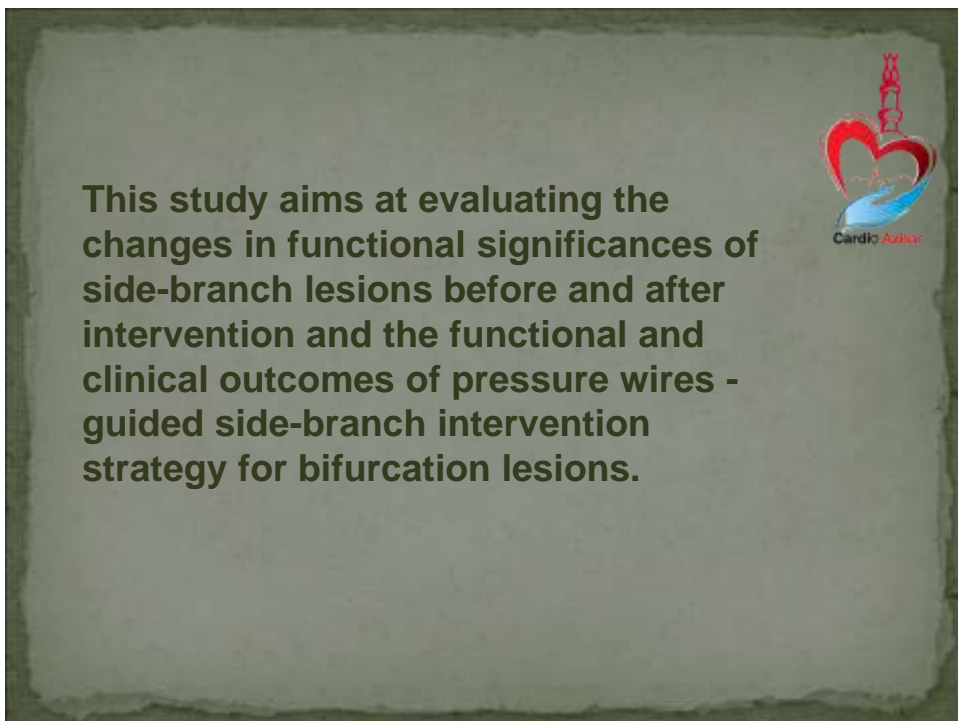 This study aims at evaluating the
changes in functional significances of
side-branch lesions before and after
intervention and the functional and
clinical outcomes of pressure wires -
guided side-branch intervention
strategy for bifurcation lesions.
Cardio Azhar